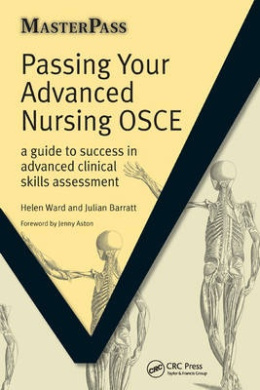 MASTERPASS
Passing Your
Advanced
Nursing OSCE
a guide to success in
advanced clinical
skills assessment
Helen Ward and Julian Barratt
Foreword by Jenny Aston
CRC
CRC Press
Taylor & Francis Group